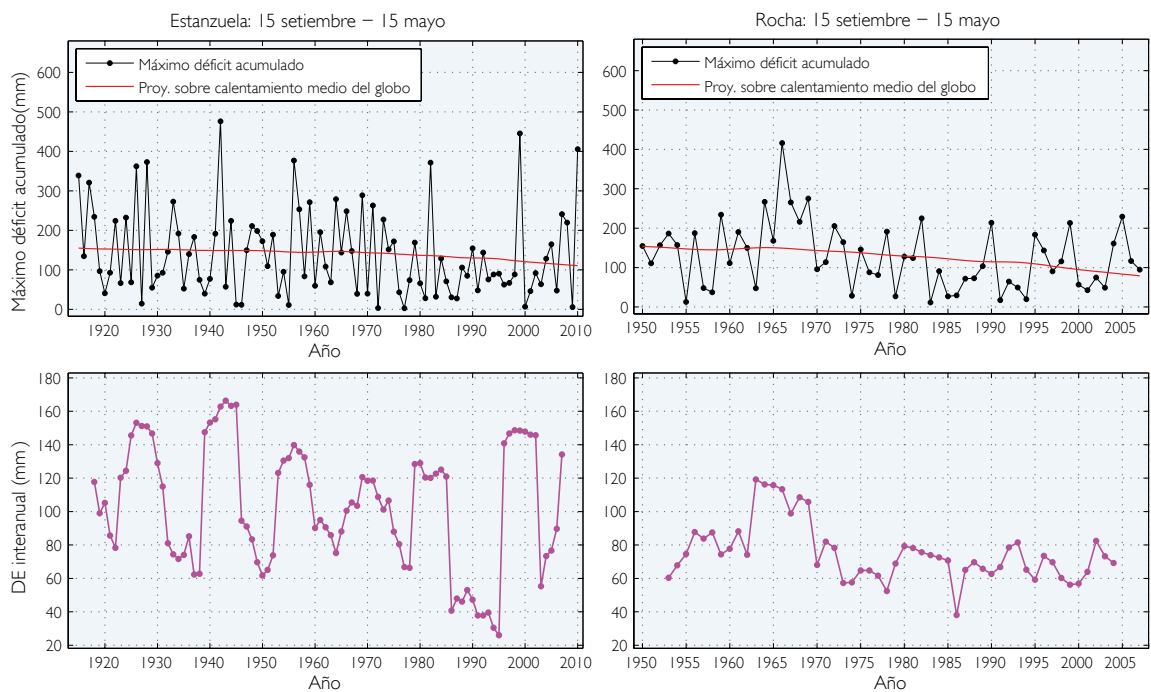 Estanzuela: 15 setiembre − 15 mayo
Máximo déficit acumulado
Proy. sobre calentamiento medio del globo
Máximo déficit acumulado(mm)
600
500
400
300
200
100
0
1920 1930 1940 1950 1960 1970 1980 1990 2000 2010
Año
Rocha: 15 setiembre − 15 mayo
Máximo déficit acumulado
Proy. sobre calentamiento medio del globo
600
500
400
300
200
100
0
1950 1955 1960 1965 1970 1975 1980 1985 1990 1995 2000 2005
Año
DE interanual (mm)
180
160
140
120
100
80
60
40
20
1920 1930 1940 1950 1960 1970 1980 1990 2000 2010
Año
180
160
140
120
100
80
60
40
20
1950 1955 1960 1965 1970 1975 1980 1985 1990 1995 2000 2005
Año